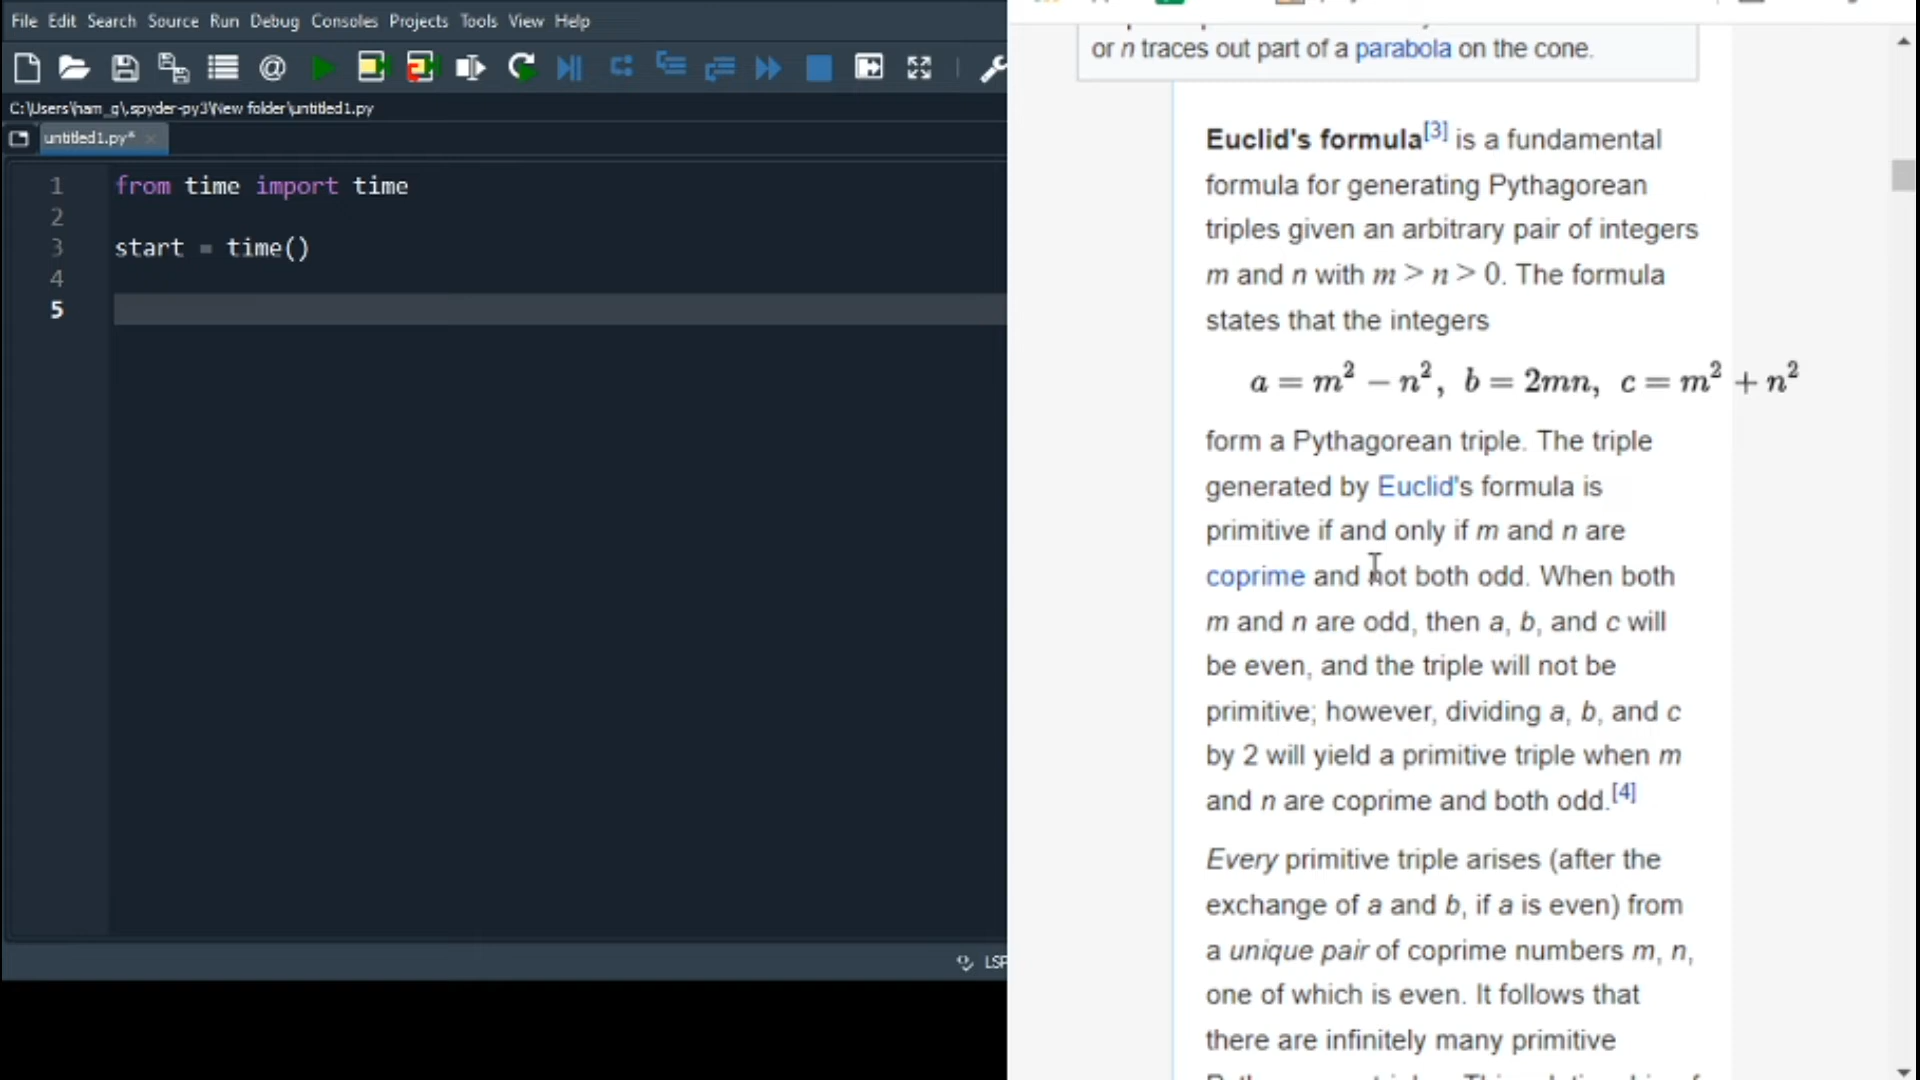 File Edit Search Source Run Debug Consoles Projects Tools View Help
C:\Users\ham_g\.spyder-py3\New folder\untitled1.py
untitled1.py*
1 from time import time
2
3 start = time()
4
5
LSP
or n traces out part of a parabola on the cone.
Euclid's formula[3] is a fundamental
formula for generating Pythagorean
triples given an arbitrary pair of integers
m and n with m > n > 0. The formula
states that the integers
a = m² − n², b = 2mn, c = m² + n²
form a Pythagorean triple. The triple
generated by Euclid's formula is
primitive if and only if m and n are
coprime and not both odd. When both
m and n are odd, then a, b, and c will
be even, and the triple will not be
primitive; however, dividing a, b, and c
by 2 will yield a primitive triple when m
and n are coprime and both odd.[4]
Every primitive triple arises (after the
exchange of a and b, if a is even) from
a unique pair of coprime numbers m, n,
one of which is even. It follows that
there are infinitely many primitive